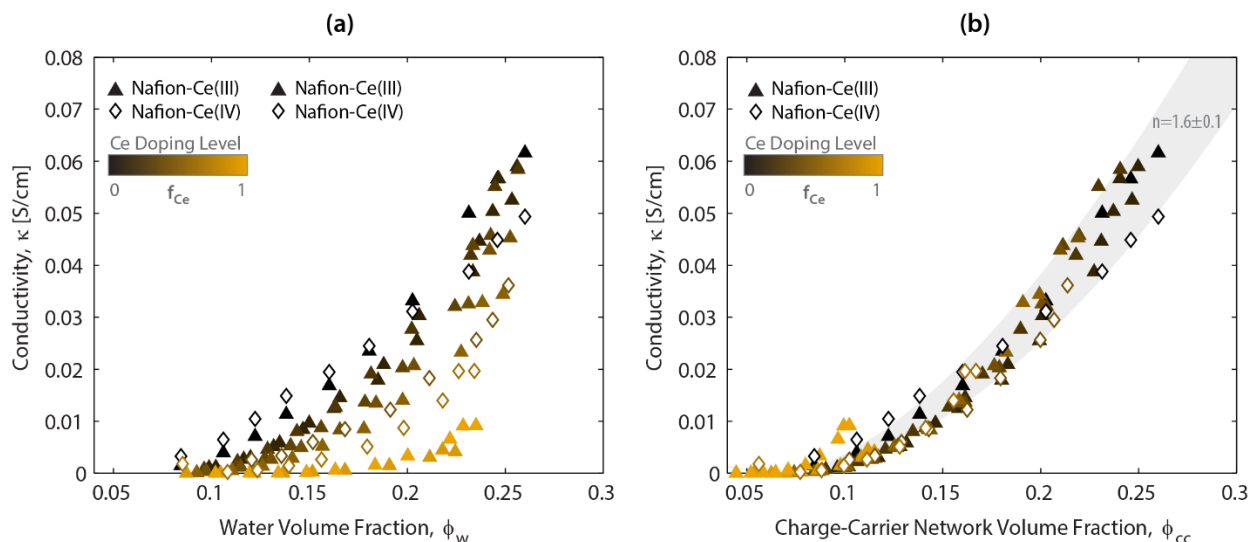 (a)
Conductivity, κ [S/cm]
0.08
0.07
0.06
0.05
0.04
0.03
0.02
0.01
0
Nafion-Ce(III)
Nafion-Ce(III)
Nafion-Ce(IV)
Nafion-Ce(IV)
Ce Doping Level
0 1
fCe
0.05 0.1 0.15 0.2 0.25 0.3
Water Volume Fraction, ϕw
(b)
Conductivity, κ [S/cm]
0.08
0.07
0.06
0.05
0.04
0.03
0.02
0.01
0
Nafion-Ce(III)
Nafion-Ce(IV)
Ce Doping Level
0 1
fCe
n=1.6±0.1
0.05 0.1 0.15 0.2 0.25 0.3
Charge-Carrier Network Volume Fraction, ϕcc